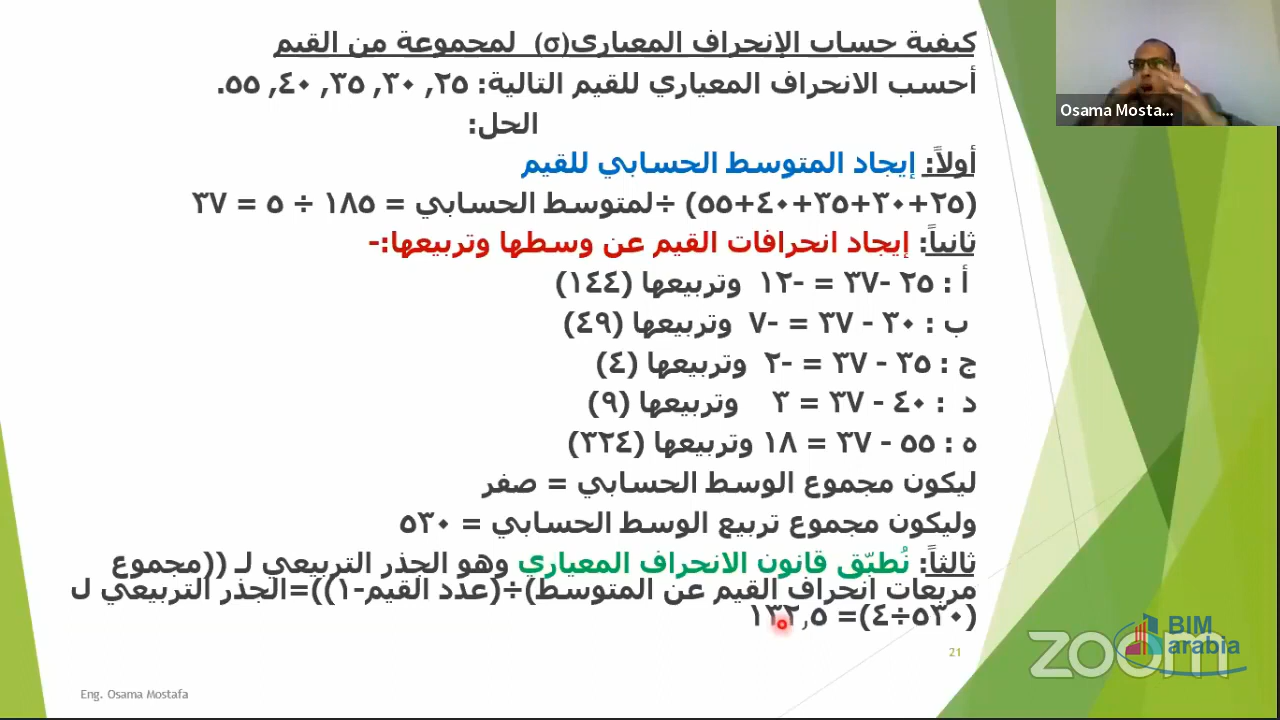 كيفية حساب الإنحراف المعيارى(σ) لمجموعة من القيم
أحسب الانحراف المعياري للقيم التالية: ٢٥, ٣٠, ٣٥, ٤٠, ٥٥.
الحل:
أولاً: إيجاد المتوسط الحسابي للقيم
(٢٥+٣٠+٣٥+٤٠+٥٥) ÷لمتوسط الحسابي = ١٨٥ ÷ ٥ = ٣٧
ثانياً: إيجاد انحرافات القيم عن وسطها وتربيعها:-
أ : ٢٥ -٣٧ = -١٢ وتربيعها (١٤٤)
ب : ٣٠ - ٣٧ = -٧ وتربيعها (٤٩)
ج : ٣٥ - ٣٧ = -٢ وتربيعها (٤)
د : ٤٠ - ٣٧ = ٣ وتربيعها (٩)
ه : ٥٥ - ٣٧ = ١٨ وتربيعها (٣٢٤)
ليكون مجموع الوسط الحسابي = صفر
وليكون مجموع تربيع الوسط الحسابي = ٥٣٠
ثالثاً: نُطبّق قانون الانحراف المعياري وهو الجذر التربيعي لـ ((مجموع
مربعات انحراف القيم عن المتوسط)÷(عدد القيم-١))=الجذر التربيعي ل
(٥٣٠÷٤)= ١٣٢,٥
21
Eng. Osama Mostafa
Osama Mosta...
BIM
arabia
zoom